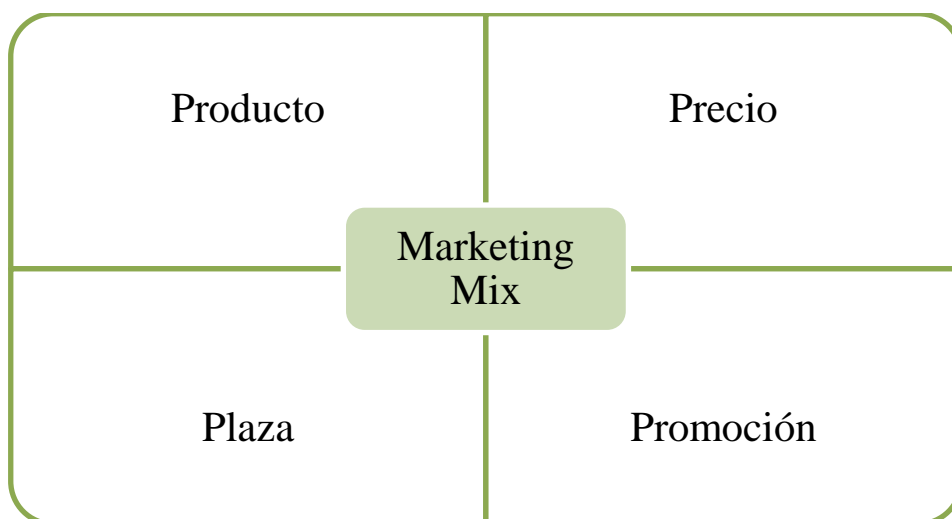 Producto
Precio
Marketing
Mix
Plaza
Promoción